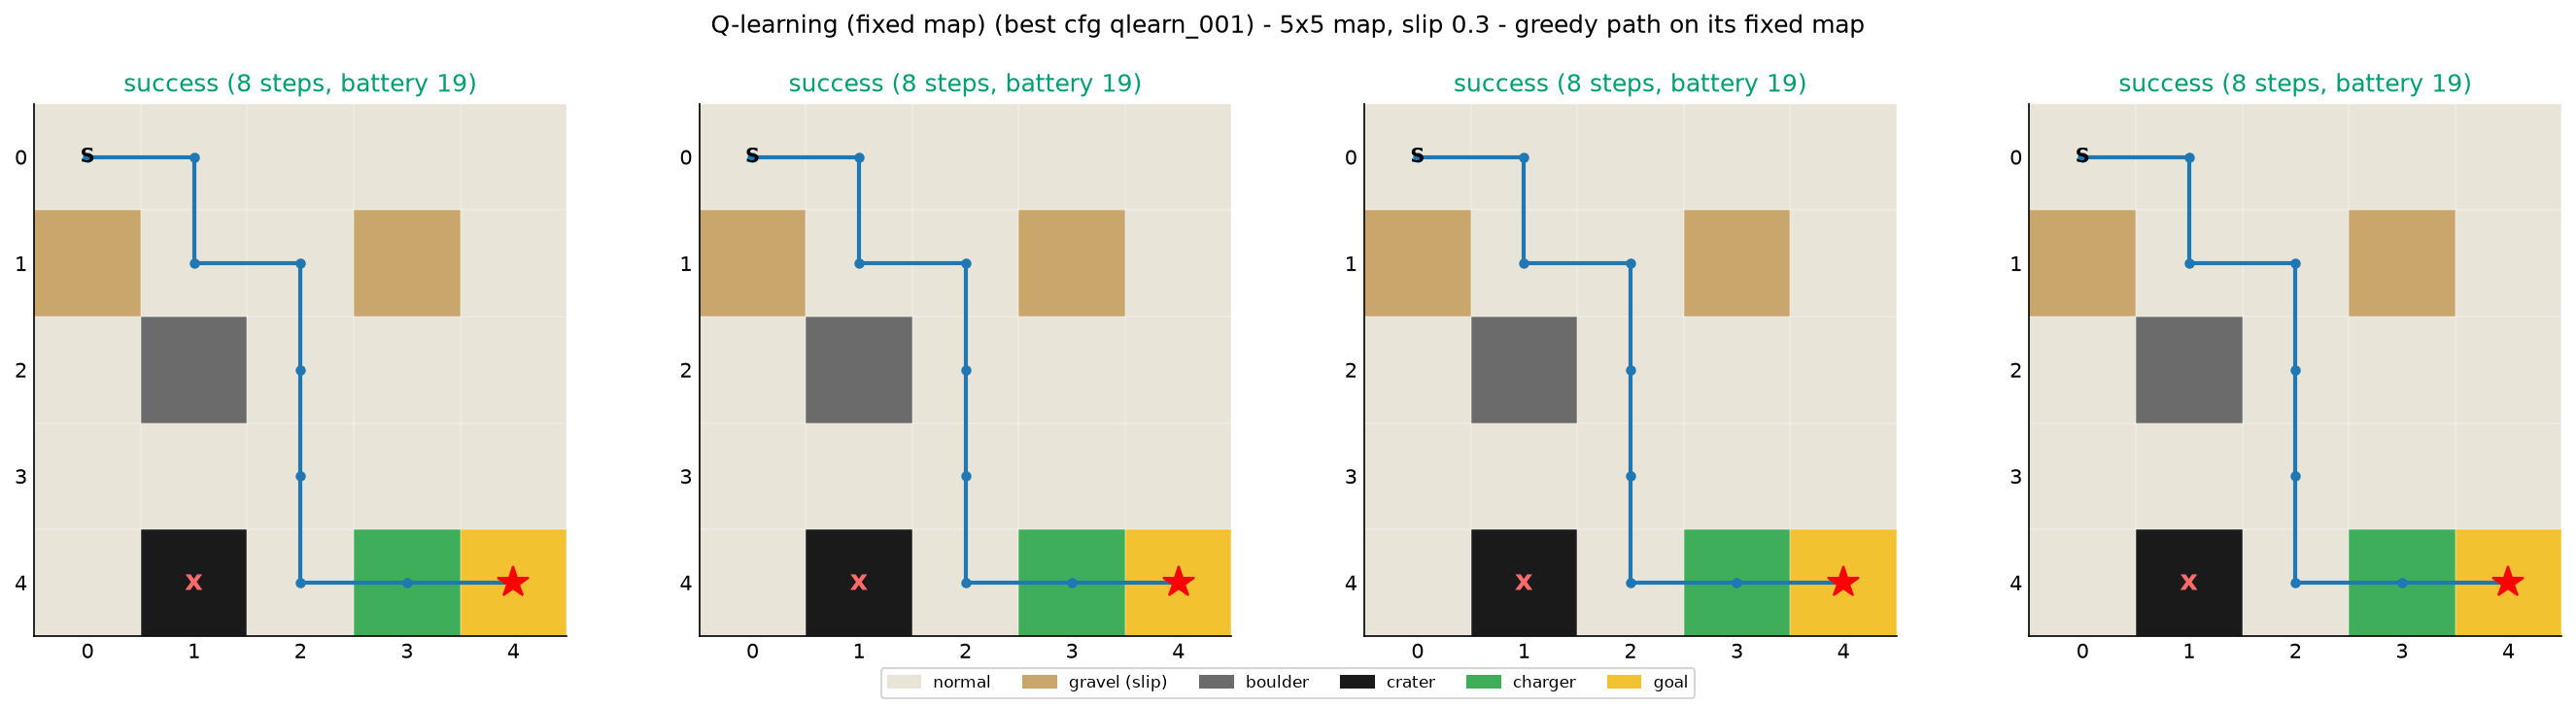 Q-learning (fixed map) (best cfg qlearn_001) - 5x5 map, slip 0.3 - greedy path on its fixed map
success (8 steps, battery 19) success (8 steps, battery 19) success (8 steps, battery 19) success (8 steps, battery 19)
0 S 0 S 0 S 0 S
1 1 1 1
2 2 2 2
3 3 3 3
4 x 4 x 4 x 4 x
0 1 2 3 4 0 1 2 3 4 0 1 2 3 4 0 1 2 3 4
normal gravel (slip) boulder crater charger goal